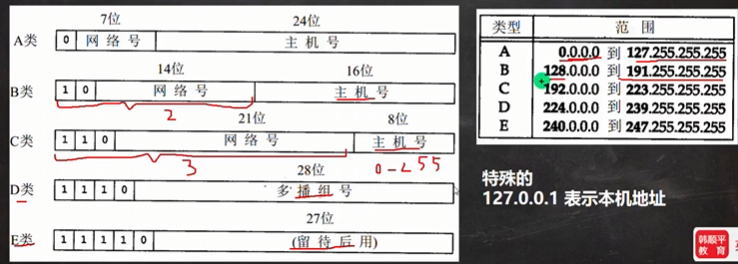 7位 24位
A类 0 网络号 主机号
14位 16位
B类 1 0 网络号 主机号
2
21位 8位
C类 1 1 0 网络号 主机号
3 0-255
28位
D类 1 1 1 0 多播组号
27位
E类 1 1 1 1 0 (留待后用)
类型 范围
A 0.0.0.0 到 127.255.255.255
B 128.0.0.0 到 191.255.255.255
C 192.0.0.0 到 223.255.255.255
D 224.0.0.0 到 239.255.255.255
E 240.0.0.0 到 247.255.255.255
特殊的
127.0.0.1 表示本机地址
韩顺平
教育